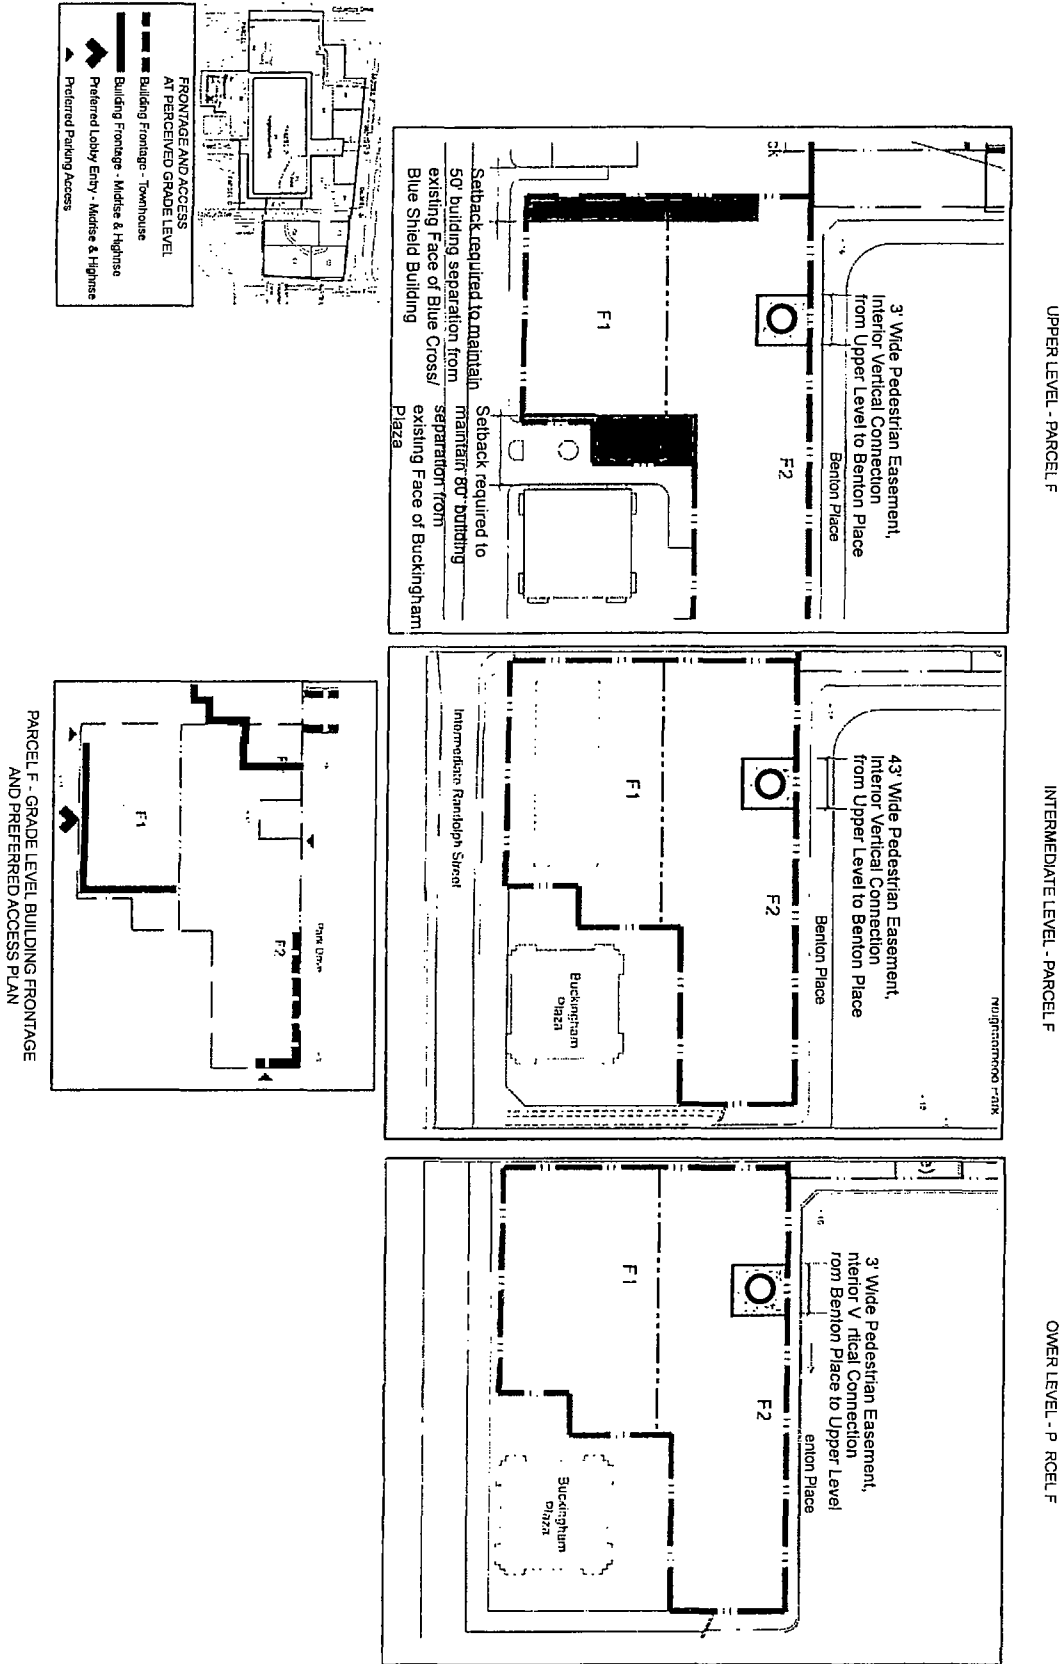 UPPER LEVEL - PARCEL F
3' Wide Pedestrian Easement,
Interior Vertical Connection
from Upper Level to Benton Place
Benton Place
F2
F1
Setback required to maintain
50' building separation from
existing Face of Blue Cross/
Blue Shield Building
Setback required to
maintain 80' building
separation from
existing Face of Buckingham
Plaza
INTERMEDIATE LEVEL - PARCEL F
43' Wide Pedestrian Easement,
Interior Vertical Connection
from Upper Level to Benton Place
Benton Place
F2
F1
Buckingham
Plaza
Intermediate Randolph Street
OWER LEVEL - P RCEL F
3' Wide Pedestrian Easement,
nterior V rtical Connection
rom Benton Place to Upper Level
enton Place
F2
F1
Buckingham
Plaza
FRONTAGE AND ACCESS
AT PERCEIVED GRADE LEVEL
Building Frontage - Townhouse
Building Frontage - Midrise & Highrise
Preferred Lobby Entry - Midrise & Highrise
Preferred Parking Access
Park Drive
F2
F1
PARCEL F - GRADE LEVEL BUILDING FRONTAGE
AND PREFERRED ACCESS PLAN